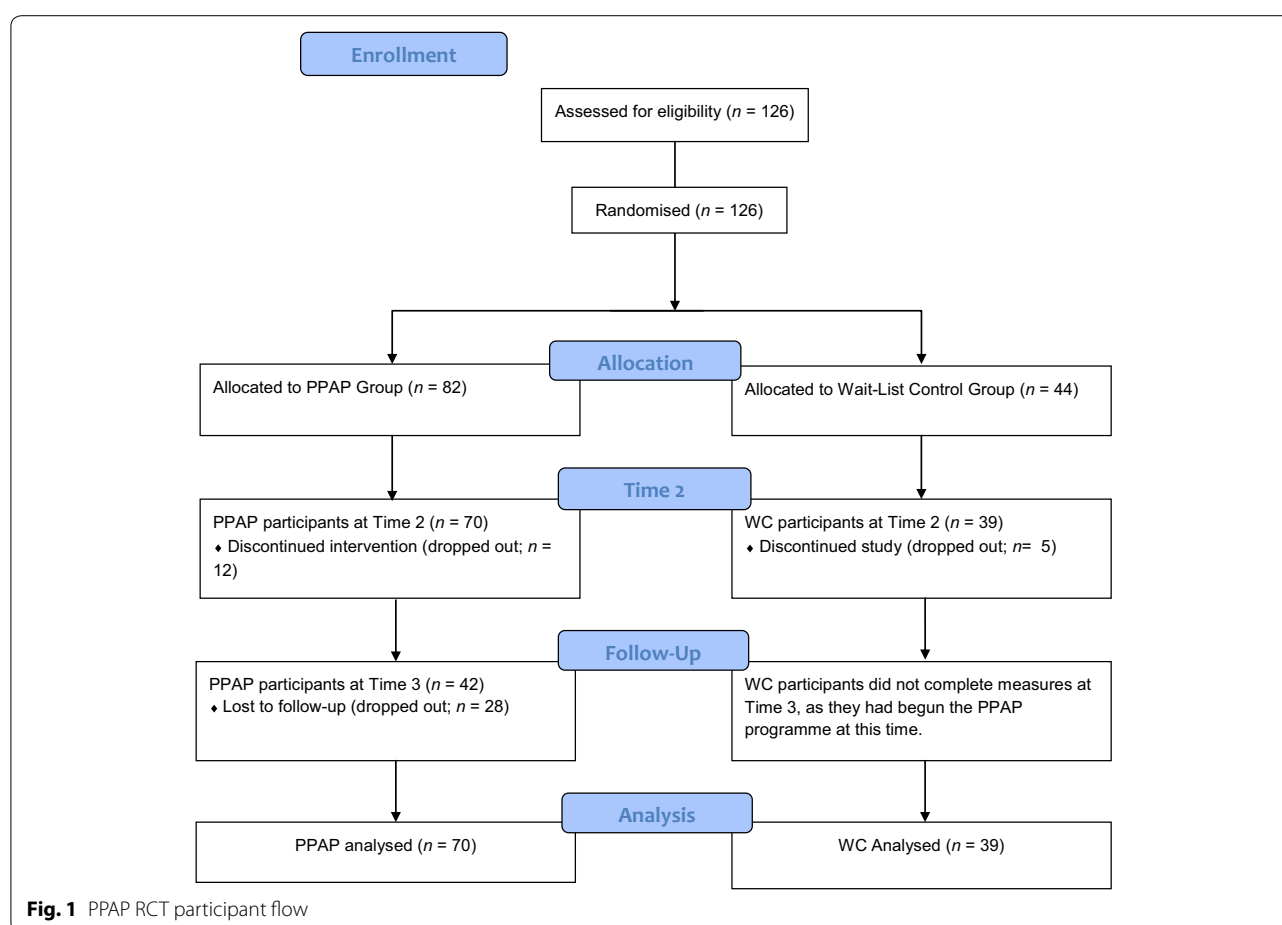 Enrollment
Assessed for eligibility (n = 126)
Randomised (n = 126)
Allocation
Allocated to PPAP Group (n = 82)
Allocated to Wait-List Control Group (n = 44)
Time 2
PPAP participants at Time 2 (n = 70)
♦ Discontinued intervention (dropped out; n =
12)
WC participants at Time 2 (n = 39)
♦ Discontinued study (dropped out; n= 5)
Follow-Up
PPAP participants at Time 3 (n = 42)
♦ Lost to follow-up (dropped out; n = 28)
WC participants did not complete measures at
Time 3, as they had begun the PPAP
programme at this time.
Analysis
PPAP analysed (n = 70)
WC Analysed (n = 39)
Fig. 1 PPAP RCT participant flow